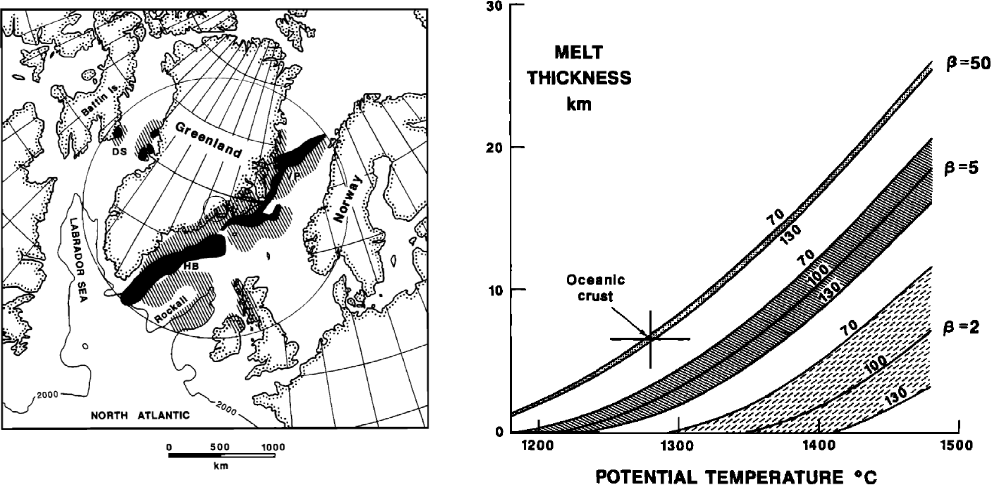 Baffin Is.
Greenland
DS
P
Norway
LABRADOR SEA
HB
Rockall
2000
2000
NORTH ATLANTIC
0 500 1000
km
30
MELT
THICKNESS
km
β=50
20
β=5
70
130
70
100
130
Oceanic
crust
10
70
β=2
100
130
0
1200 1300 1400 1500
POTENTIAL TEMPERATURE °C